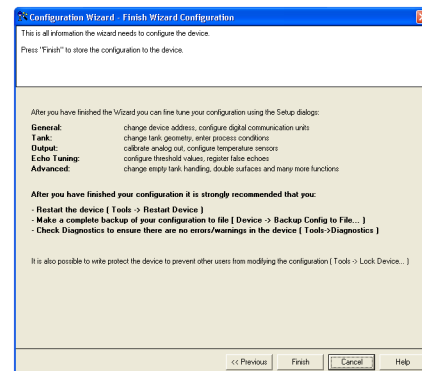 Configuration Wizard - Finish Wizard Configuration
This is all information the wizard needs to configure the device.
Press "Finish" to store the configuration to the device.
After you have finished the Wizard you can fine tune your configuration using the Setup dialogs:
General: change device address, configure digital communication units
Tank: change tank geometry, enter process conditions
Output: calibrate analog out, configure temperature sensors
Echo Tuning: configure threshold values, register false echoes
Advanced: change empty tank handling, double surfaces and many more functions
After you have finished your configuration it is strongly recommended that you:
- Restart the device ( Tools -> Restart Device )
- Make a complete backup of your configuration to file ( Device -> Backup Config to File... )
- Check Diagnostics to ensure there are no errors/warnings in the device ( Tools->Diagnostics )
It is also possible to write protect the device to prevent other users from modifying the configuration ( Tools -> Lock Device... )
<< Previous Finish Cancel Help